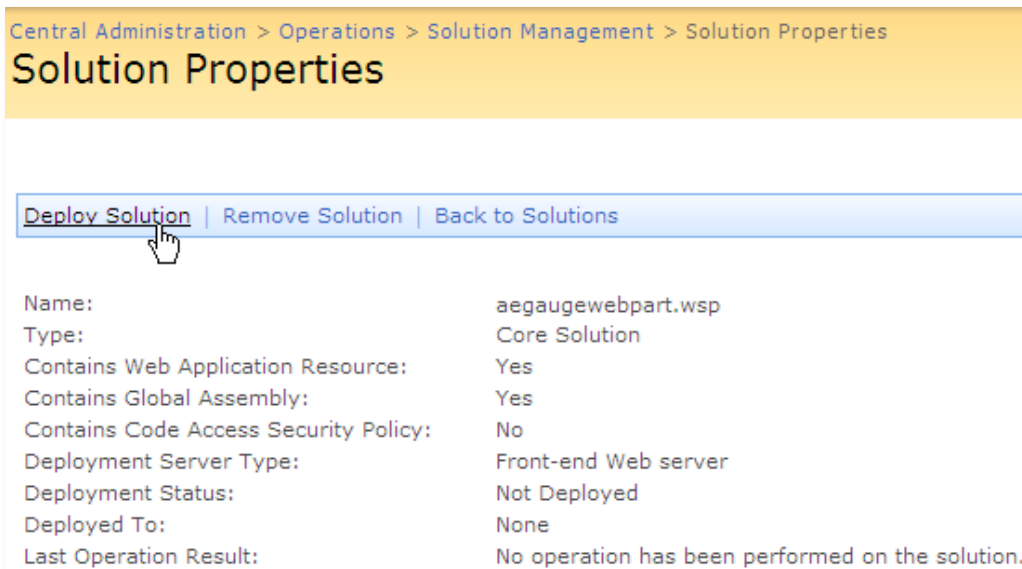 Central Administration > Operations > Solution Management > Solution Properties
Solution Properties
Deploy Solution | Remove Solution | Back to Solutions
Name: aegaugewebpart.wsp
Type: Core Solution
Contains Web Application Resource: Yes
Contains Global Assembly: Yes
Contains Code Access Security Policy: No
Deployment Server Type: Front-end Web server
Deployment Status: Not Deployed
Deployed To: None
Last Operation Result: No operation has been performed on the solution.